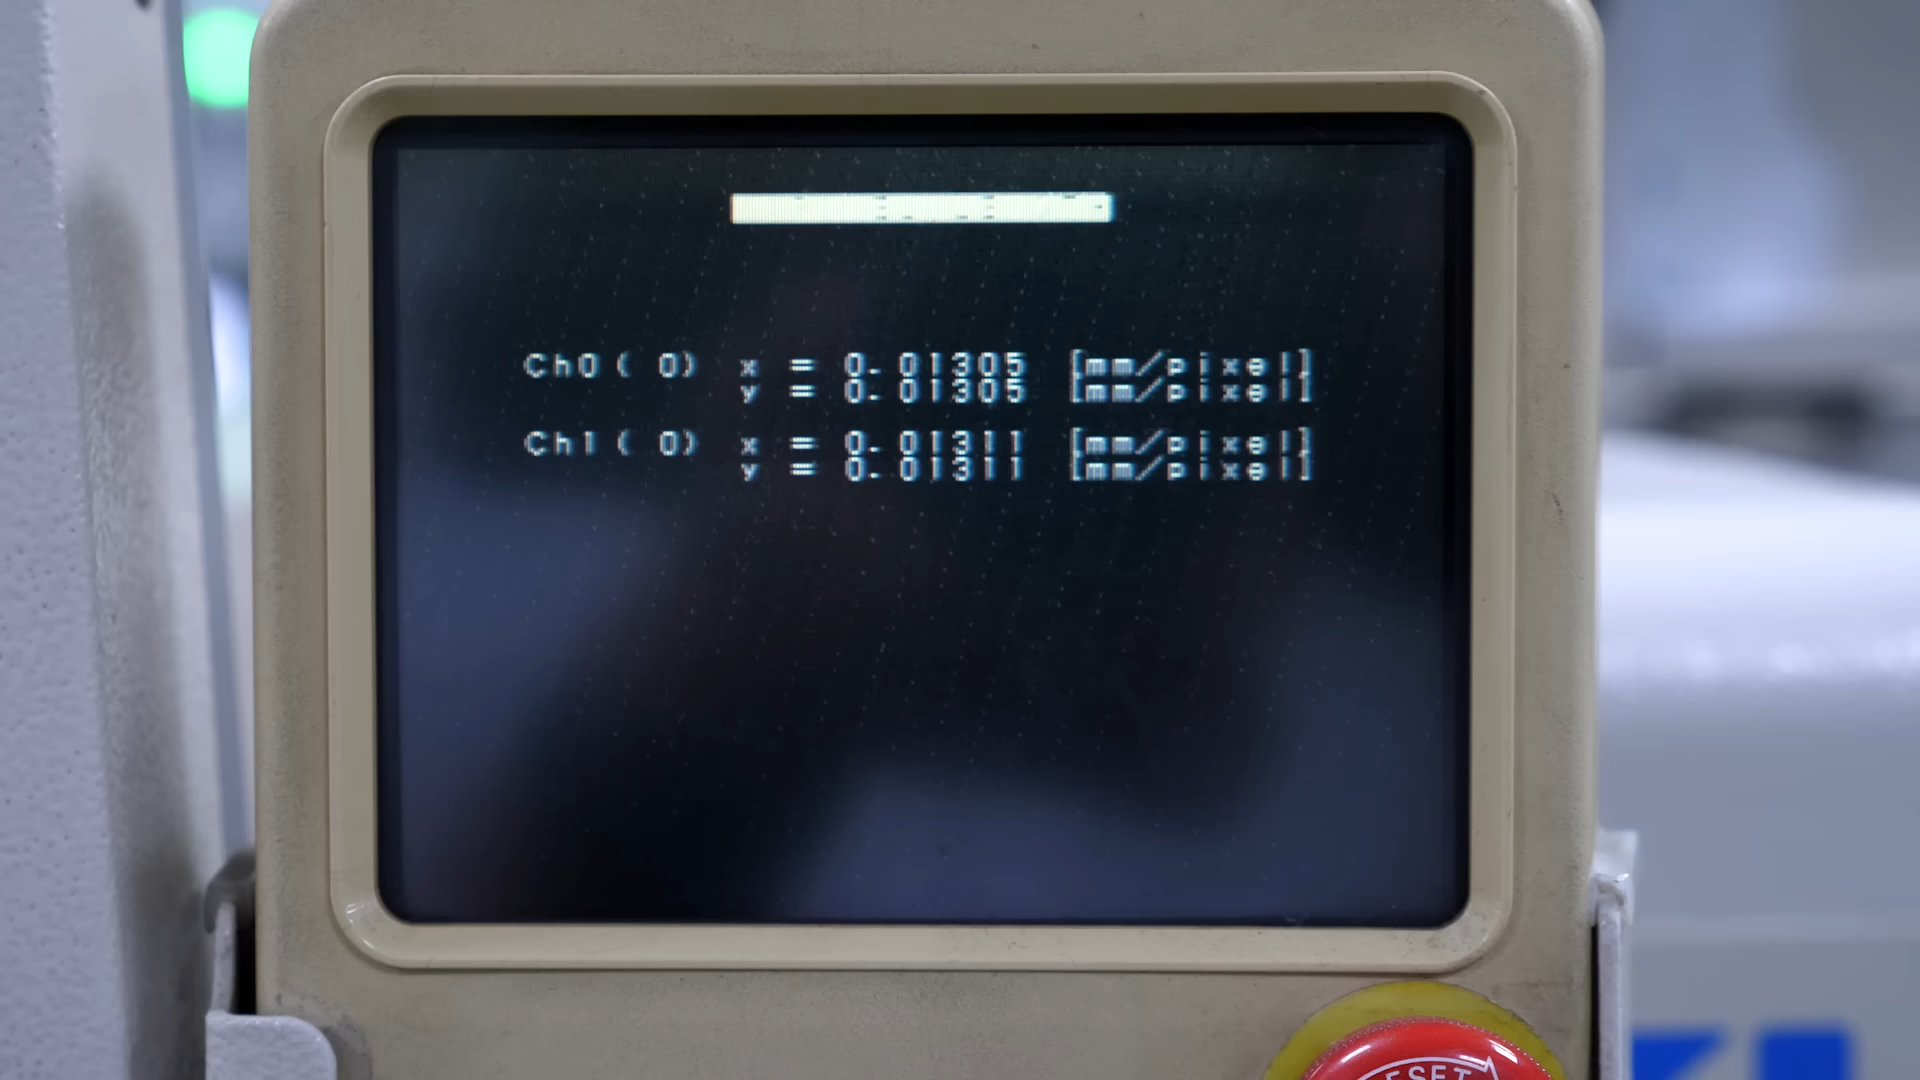 Ch0 ( 0) x = 0.01305 [mm/pixel]
y = 0.01305 [mm/pixel]
Ch1 ( 0) x = 0.01311 [mm/pixel]
y = 0.01311 [mm/pixel]